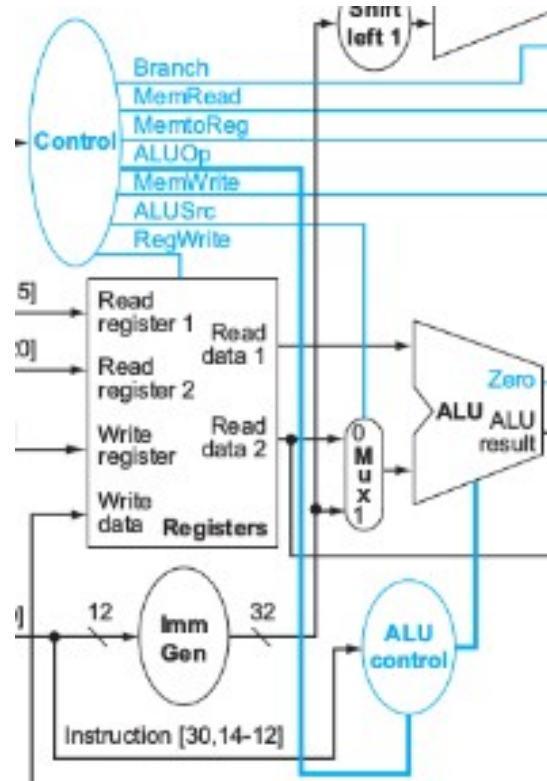 Shift
left 1
Branch
MemRead
Control
MemtoReg
ALUOp
MemWrite
ALUSrc
RegWrite
5]
Read
register 1
Read
data 1
20]
Read
register 2
Zero
ALU
ALU
result
Write
register
Read
data 2
0
M
u
x
1
Write
data
Registers
12
Imm
Gen
32
ALU
control
Instruction [30,14-12]